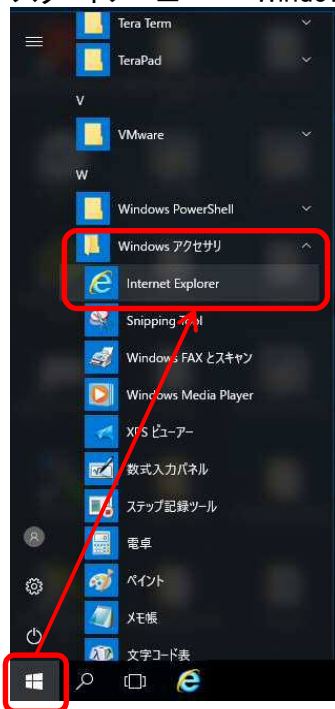 Tera Term
TeraPad
V
VMware
W
Windows PowerShell
Windows アクセサリ
Internet Explorer
Snipping Tool
Windows FAX とスキャン
Windows Media Player
XPS ビューアー
数式入力パネル
ステップ記録ツール
電卓
ペイント
メモ帳
文字コード表